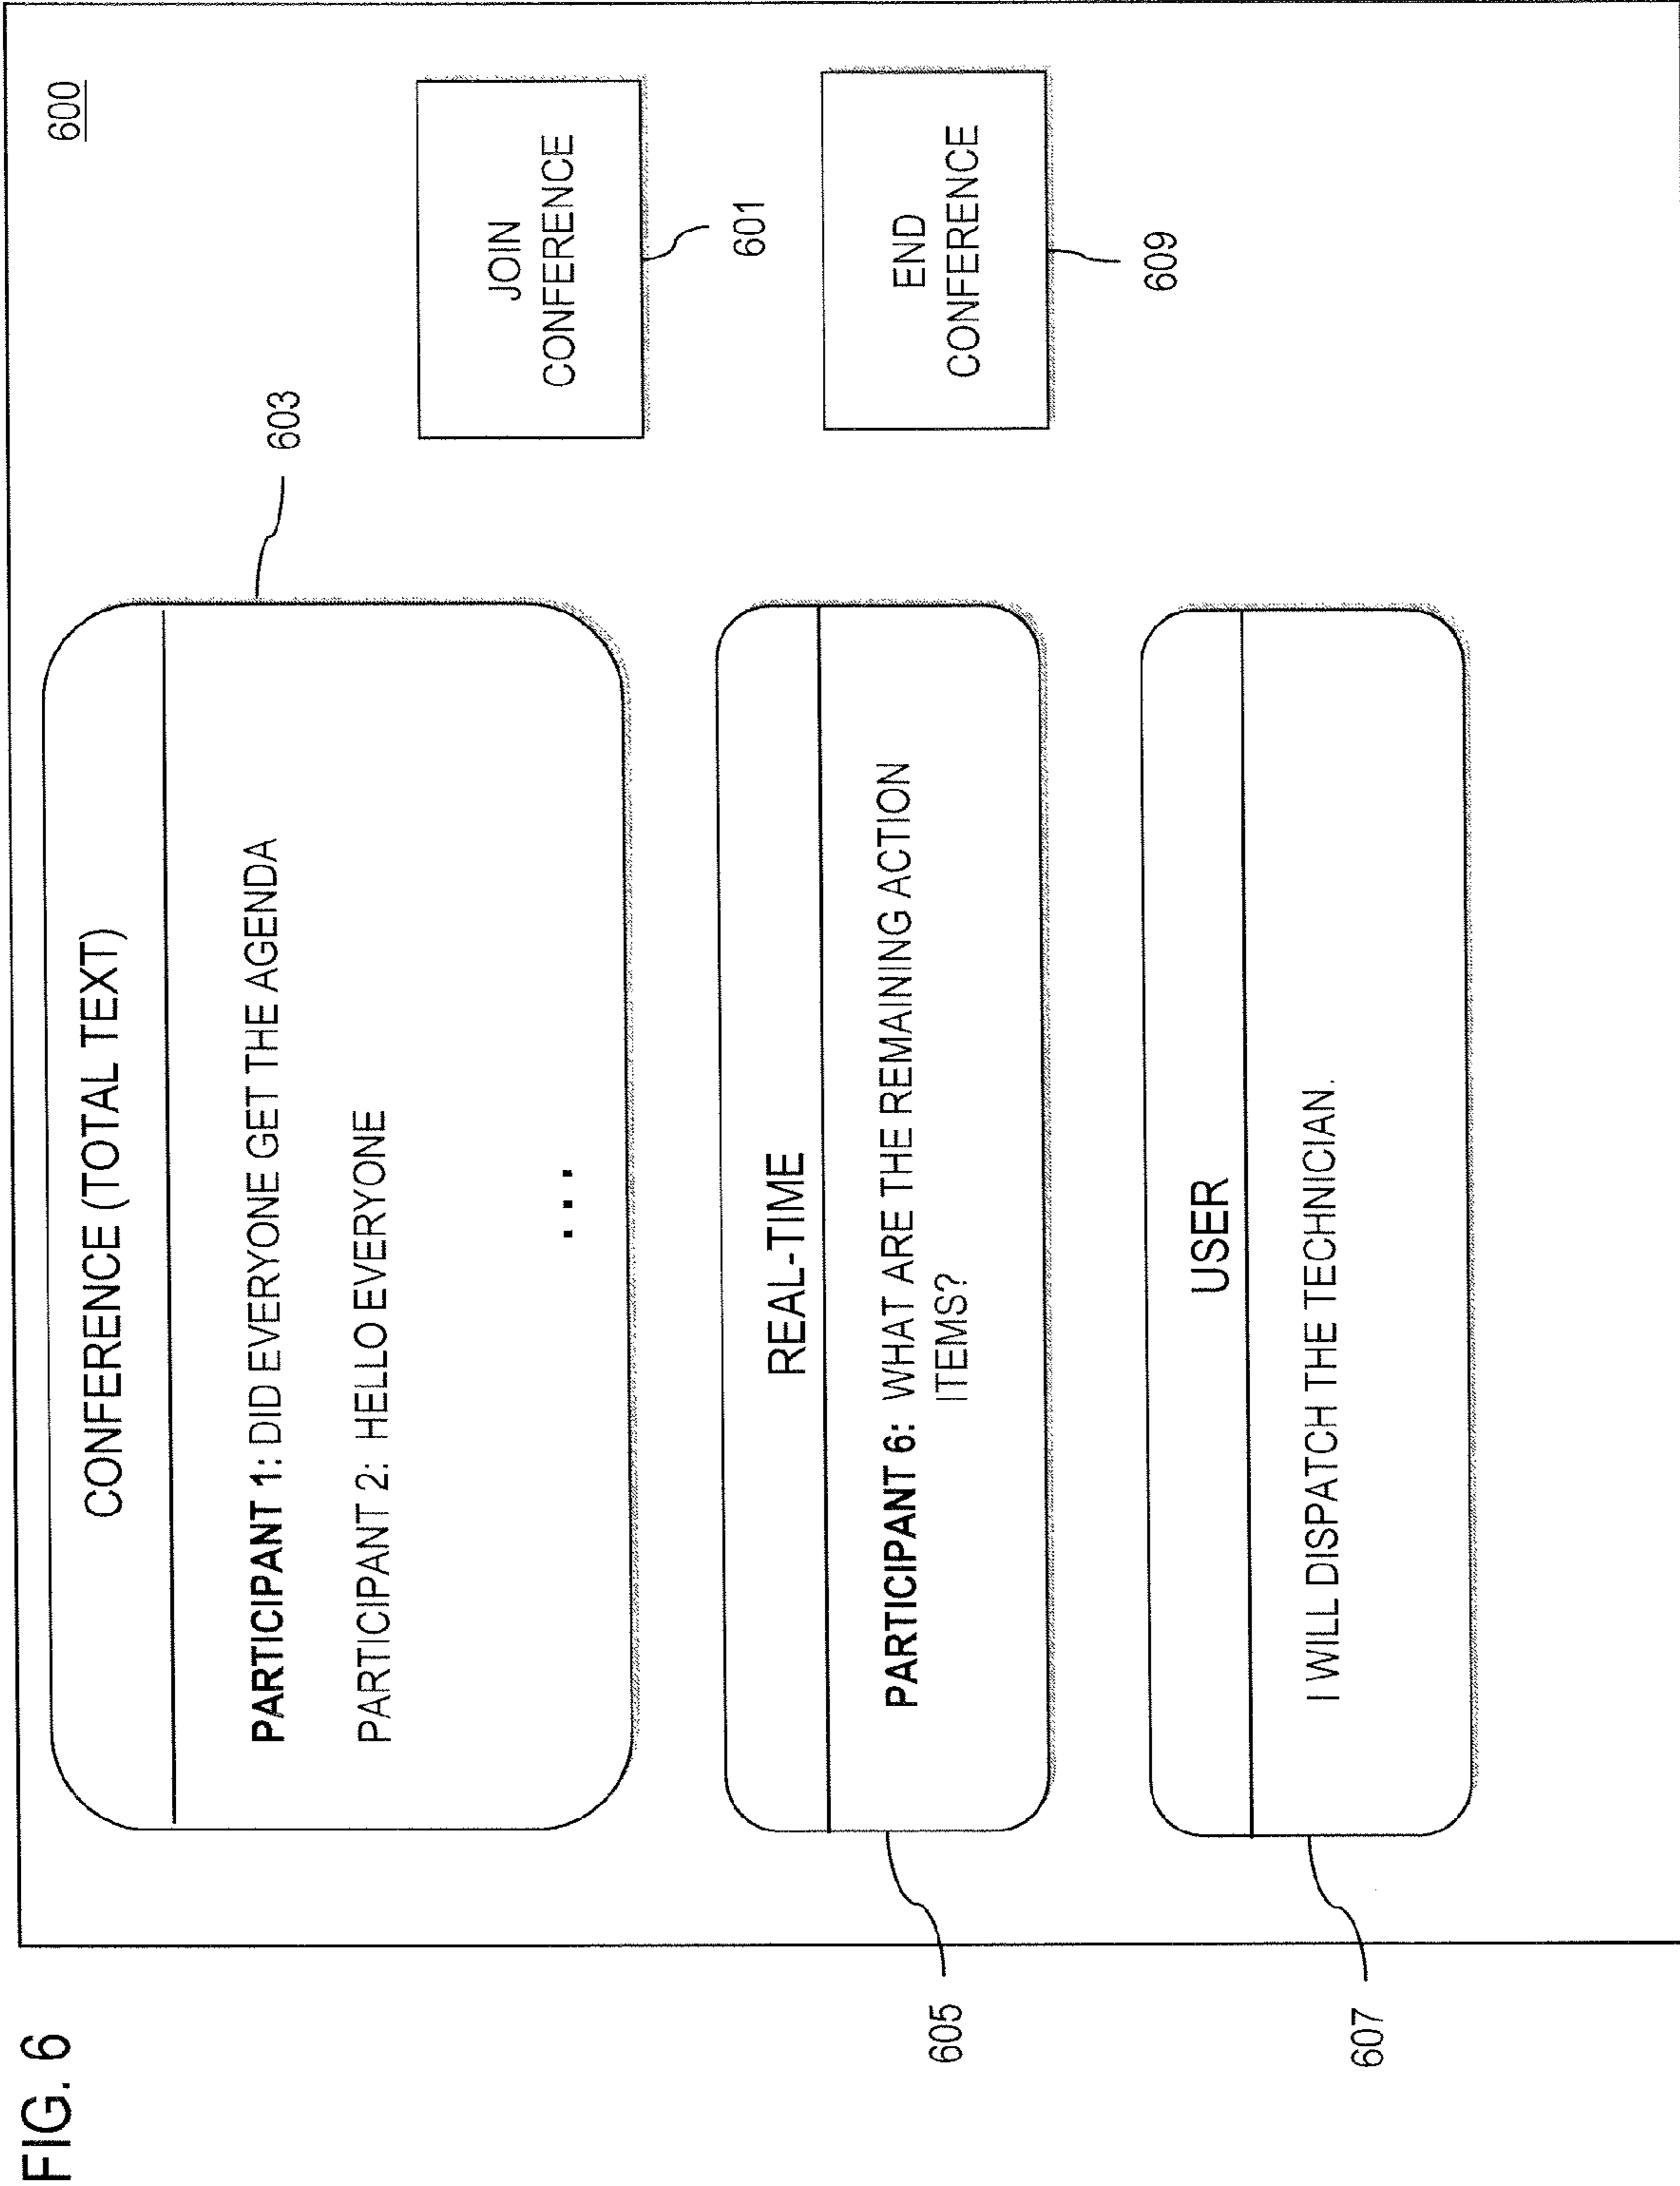 FIG. 6
600
CONFERENCE (TOTAL TEXT)
603
PARTICIPANT 1: DID EVERYONE GET THE AGENDA
PARTICIPANT 2: HELLO EVERYONE
...
JOIN
CONFERENCE
601
REAL-TIME
PARTICIPANT 6: WHAT ARE THE REMAINING ACTION
ITEMS?
605
END
CONFERENCE
609
USER
I WILL DISPATCH THE TECHNICIAN.
607